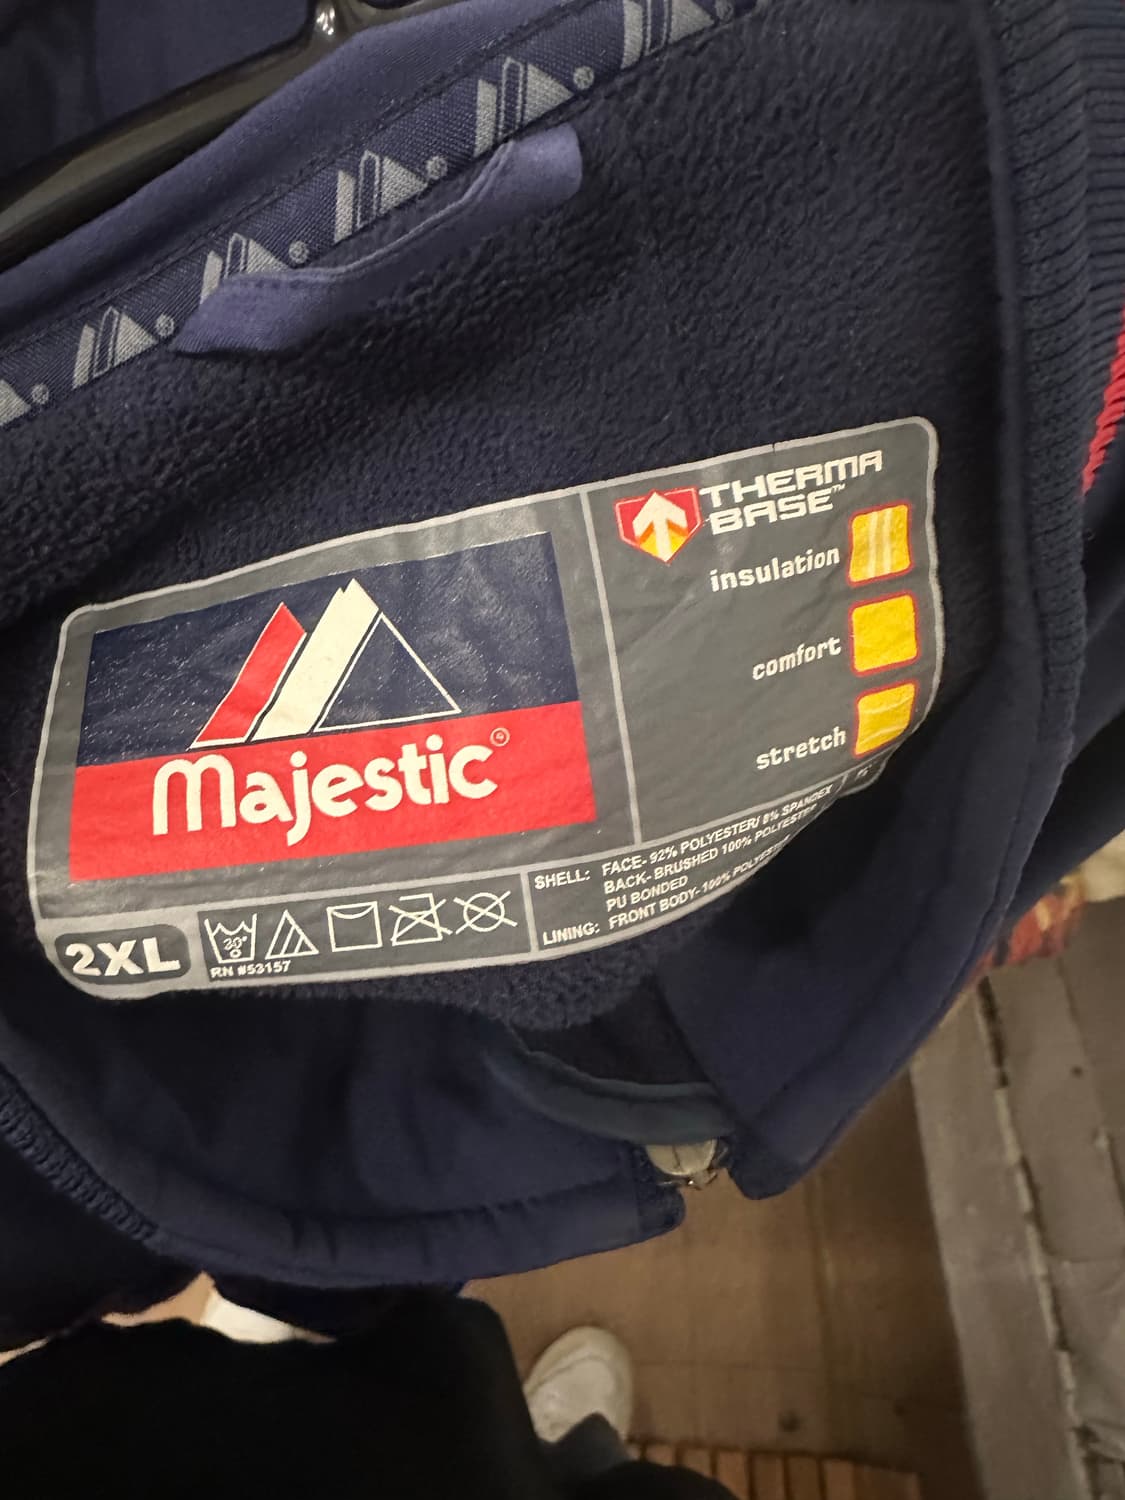 THERMA
BASE™
insulation
comfort
stretch
Majestic®
2XL
30°
RN #53157
SHELL: FACE- 92% POLYESTER/ 8% SPANDEX
BACK- BRUSHED 100% POLYESTER
PU BONDED
LINING: FRONT BODY- 100% POLYESTER